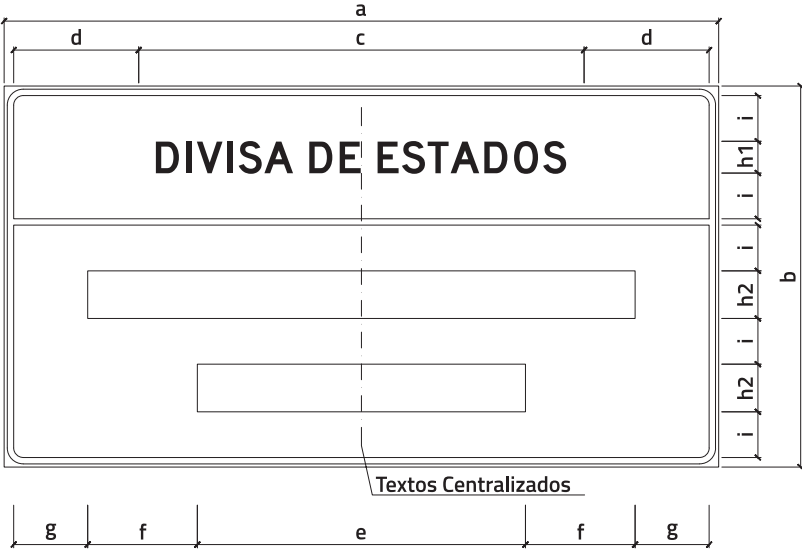 a
d c d
DIVISA DE ESTADOS
i
h1
i
i
h2
i
h2
i
b
Textos Centralizados
g f e f g